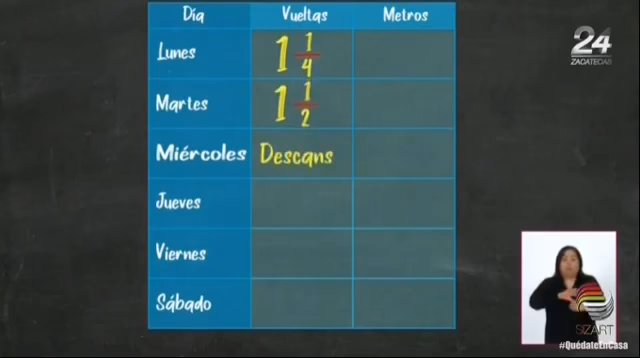 Día Vueltas Metros
Lunes 1 1/4
Martes 1 1/2
Miércoles Descans
Jueves
Viernes
Sábado
24
ZACATECAS
SIZART
#QuédateEnCasa